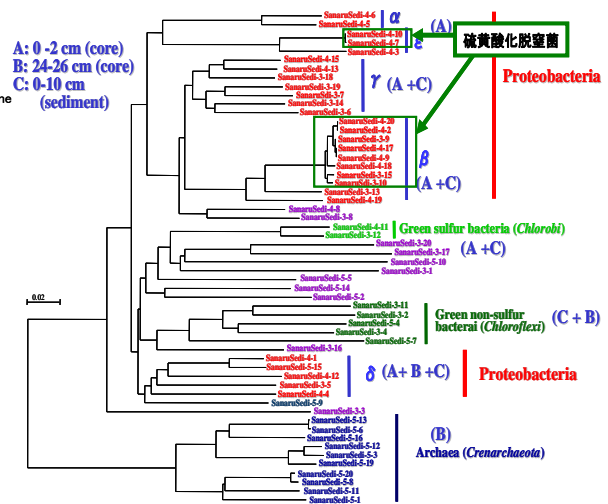 SanaruSedi-4-6
SanaruSedi-4-5
α
(A)
SanaruSedi-4-10
SanaruSedi-4-7
ε
SanaruSedi-4-3
硫黄酸化脱窒菌
A: 0 -2 cm (core)
B: 24-26 cm (core)
C: 0-10 cm
(sediment)
ne
SanaruSedi-4-15
SanaruSedi-4-13
SanaruSedi-3-18
SanaruSedi-3-19
SanaruSedi-3-7
SanaruSedi-3-14
SanaruSedi-3-6
γ (A +C)
Proteobacteria
SanaruSedi-4-20
SanaruSedi-4-2
SanaruSedi-3-9
SanaruSedi-4-17
SanaruSedi-4-9
SanaruSedi-4-18
SanaruSedi-3-15
SanaruSedi-3-10
β
(A +C)
SanaruSedi-3-13
SanaruSedi-4-19
SanaruSedi-4-8
SanaruSedi-3-8
SanaruSedi-4-11
SanaruSedi-3-12
Green sulfur bacteria (Chlorobi)
SanaruSedi-3-20
SanaruSedi-3-17
SanaruSedi-5-10
SanaruSedi-3-1
(A +C)
SanaruSedi-5-5
SanaruSedi-5-14
SanaruSedi-5-2
0.02
SanaruSedi-3-11
SanaruSedi-3-2
SanaruSedi-5-4
SanaruSedi-3-4
SanaruSedi-5-7
Green non-sulfur
bacterai (Chloroflexi)
(C + B)
SanaruSedi-3-16
SanaruSedi-4-1
SanaruSedi-5-15
SanaruSedi-4-12
SanaruSedi-3-5
SanaruSedi-4-4
δ (A+ B +C)
Proteobacteria
SanaruSedi-5-9
SanaruSedi-3-3
SanaruSedi-5-13
SanaruSedi-5-6
SanaruSedi-5-16
SanaruSedi-5-12
SanaruSedi-5-3
SanaruSedi-5-19
SanaruSedi-5-20
SanaruSedi-5-8
SanaruSedi-5-11
SanaruSedi-5-1
(B)
Archaea (Crenarchaeota)